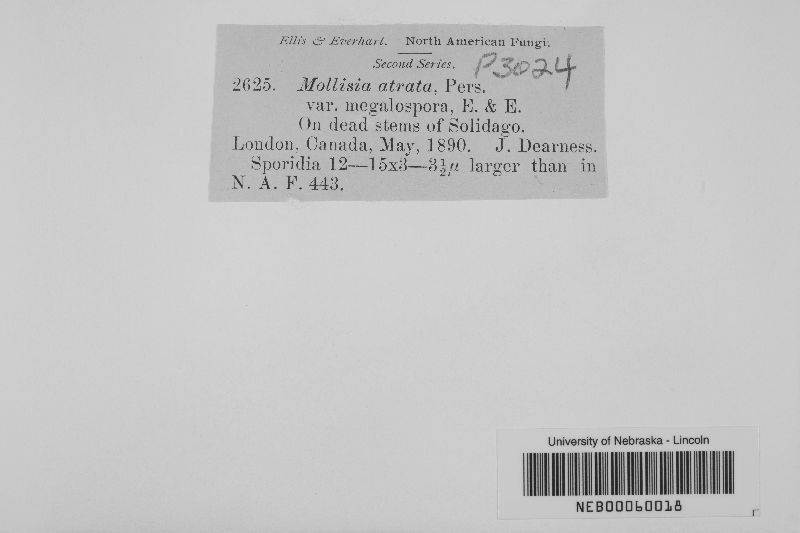 Ellis & Everhart. North American Fungi.
Second Series. P3024
2625. Mollisia atrata, Pers.
var. megalospora, E. & E.
On dead stems of Solidago.
London, Canada, May, 1890. J. Dearness.
Sporidia 12—15x3—3½µ larger than in
N. A. F. 443.
University of Nebraska - Lincoln
NEB00060018